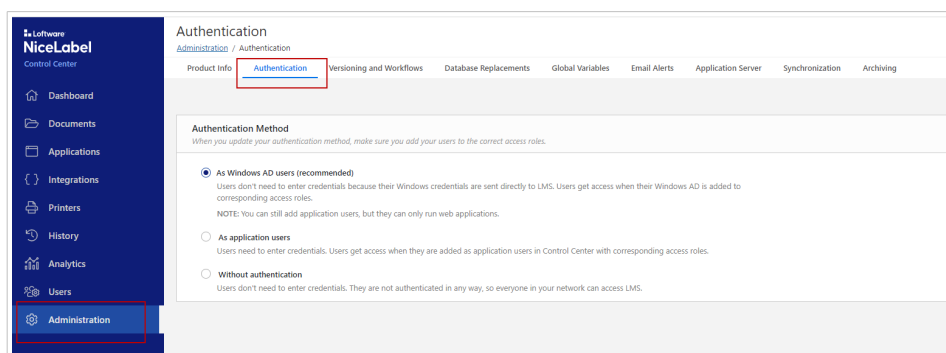 Loftware
NiceLabel
Control Center
Dashboard
Documents
Applications
Integrations
Printers
History
Analytics
Users
Administration
Authentication
Administration / Authentication
Product Info Authentication Versioning and Workflows Database Replacements Global Variables Email Alerts Application Server Synchronization Archiving
Authentication Method
When you update your authentication method, make sure you add your users to the correct access roles.
As Windows AD users (recommended)
Users don't need to enter credentials because their Windows credentials are sent directly to LMS. Users get access when their Windows AD is added to
corresponding access roles.
NOTE: You can still add application users, but they can only run web applications.
As application users
Users need to enter credentials. Users get access when they are added as application users in Control Center with corresponding access roles.
Without authentication
Users don't need to enter credentials. They are not authenticated in any way, so everyone in your network can access LMS.